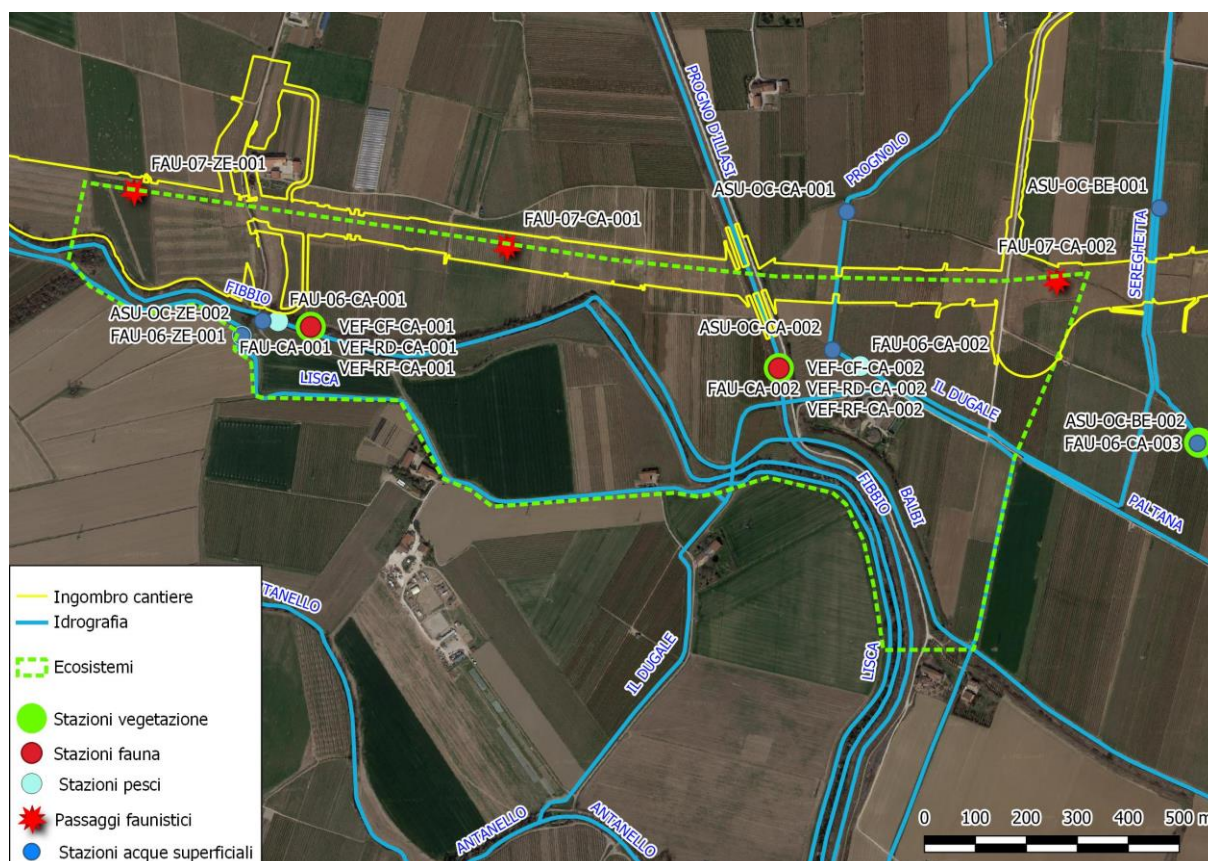 PROGNO D'ILLASI
PROGNOLO
FAU-07-ZE-001
ASU-OC-CA-001
ASU-OC-BE-001
FAU-07-CA-001
FAU-07-CA-002
SEREGHETTA
FIBBIO
FAU-06-CA-001
ASU-OC-ZE-002
FAU-06-ZE-001
FAU-CA-001
VEF-CF-CA-001
VEF-RD-CA-001
VEF-RF-CA-001
LISCA
ASU-OC-CA-002
FAU-06-CA-002
FAU-CA-002
VEF-CF-CA-002
VEF-RD-CA-002
VEF-RF-CA-002
IL DUGALE
ASU-OC-BE-002
FAU-06-CA-003
FIBBIO
BALBI
PALTANA
NTANELLO
IL DUGALE
LISCA
ANTANELLO
ANTANELLO
Ingombro cantiere
Idrografia
Ecosistemi
Stazioni vegetazione
Stazioni fauna
Stazioni pesci
Passaggi faunistici
Stazioni acque superficiali
0 100 200 300 400 500 m